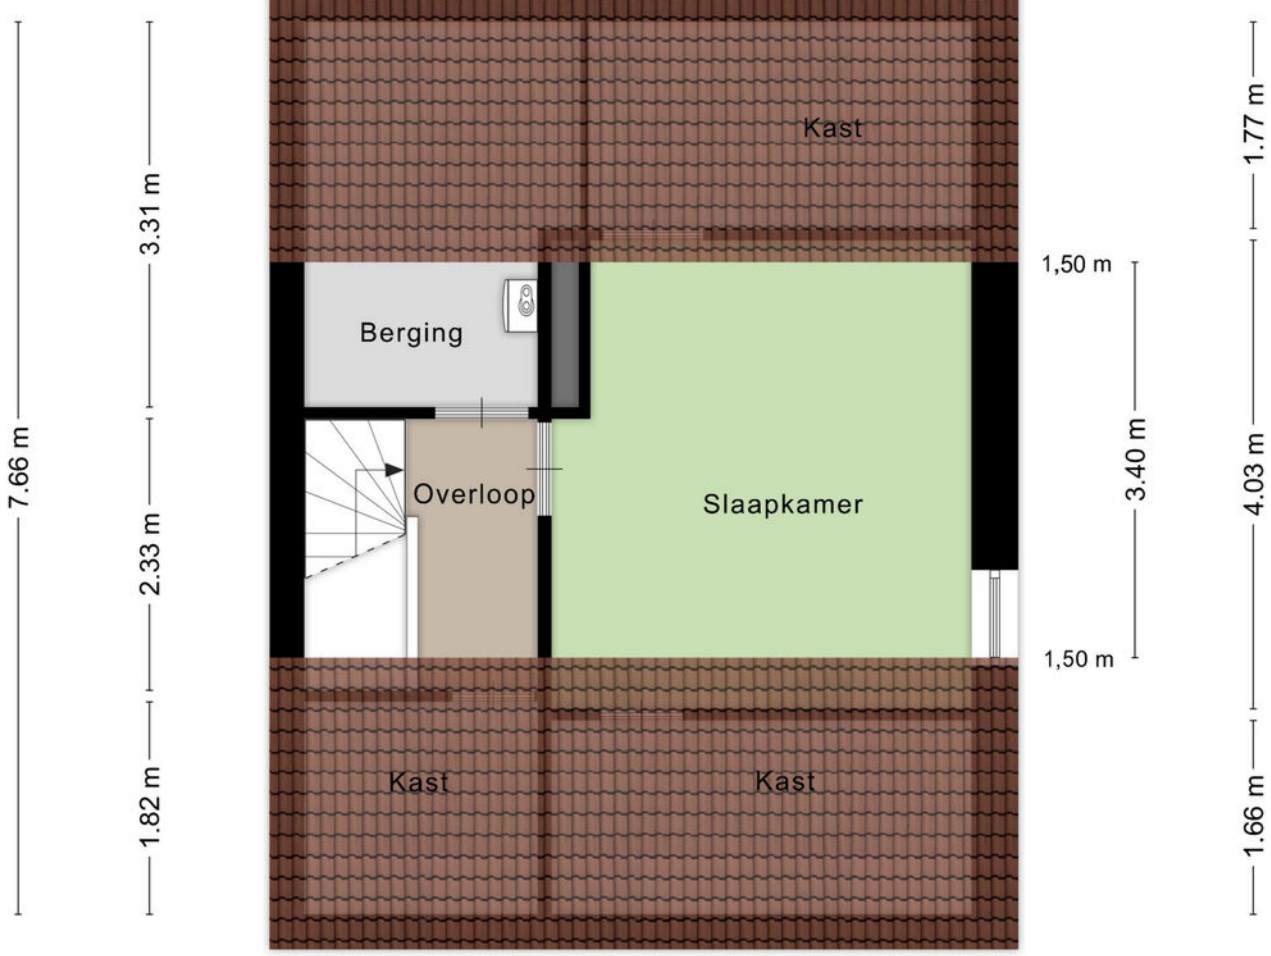 Kast
1.77 m
3.31 m
1,50 m
Berging
7.66 m
3.40 m
4.03 m
Overloop
Slaapkamer
2.33 m
1,50 m
Kast
Kast
1.82 m
1.66 m